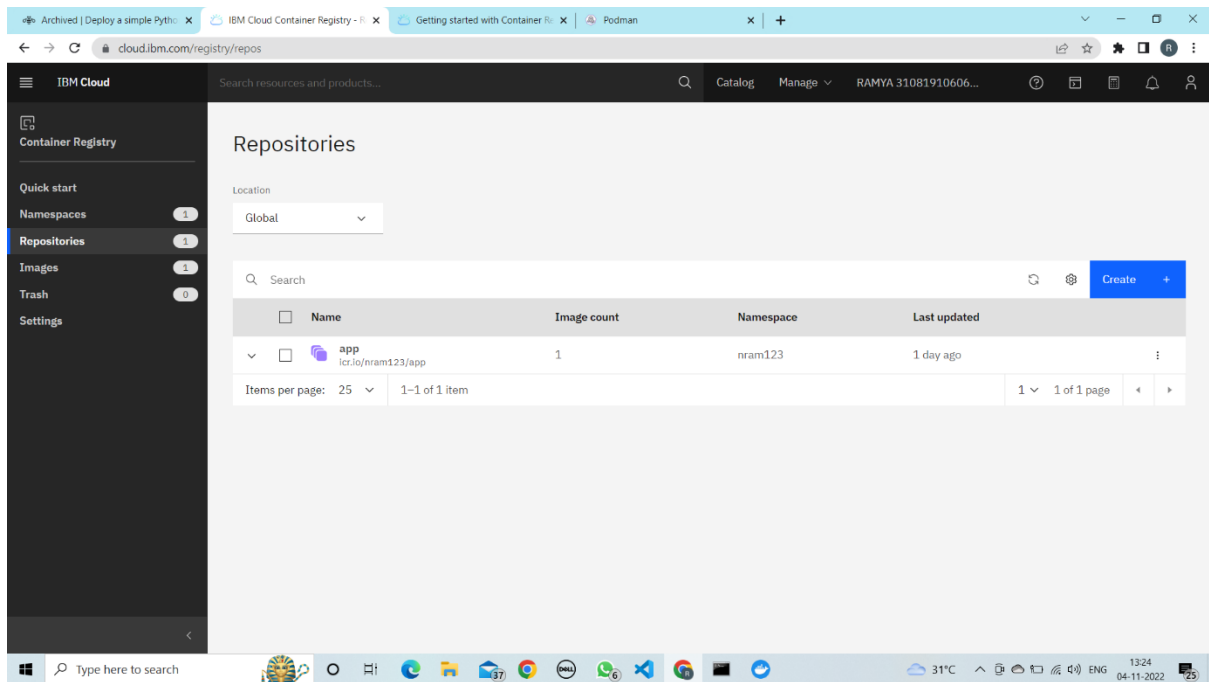 Archived | Deploy a simple Pytho
IBM Cloud Container Registry - R
Getting started with Container Re
Podman
cloud.ibm.com/registry/repos
R
IBM Cloud
Search resources and products...
Catalog
Manage
RAMYA 31081910606...
Container Registry
Quick start
Namespaces 1
Repositories 1
Images 1
Trash 0
Settings
Repositories
Location
Global
Search
Create +
Name Image count Namespace Last updated
app 1 nram123 1 day ago
icr.io/nram123/app
Items per page: 25 1–1 of 1 item 1 1 of 1 page
Type here to search
37
DELL
6
31°C
ENG
13:24
04-11-2022
25